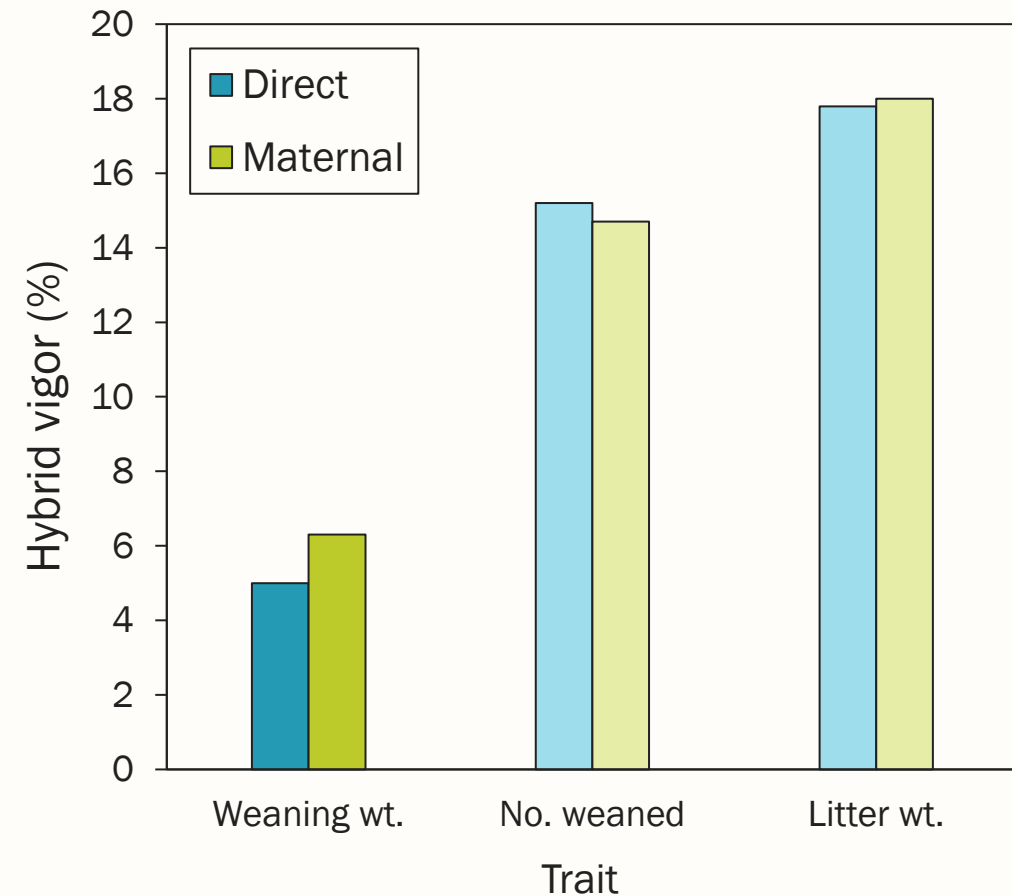 20
18
16
14
12
10
8
6
4
2
0
Hybrid vigor (%)
Direct
Maternal
Weaning wt. No. weaned Litter wt.
Trait